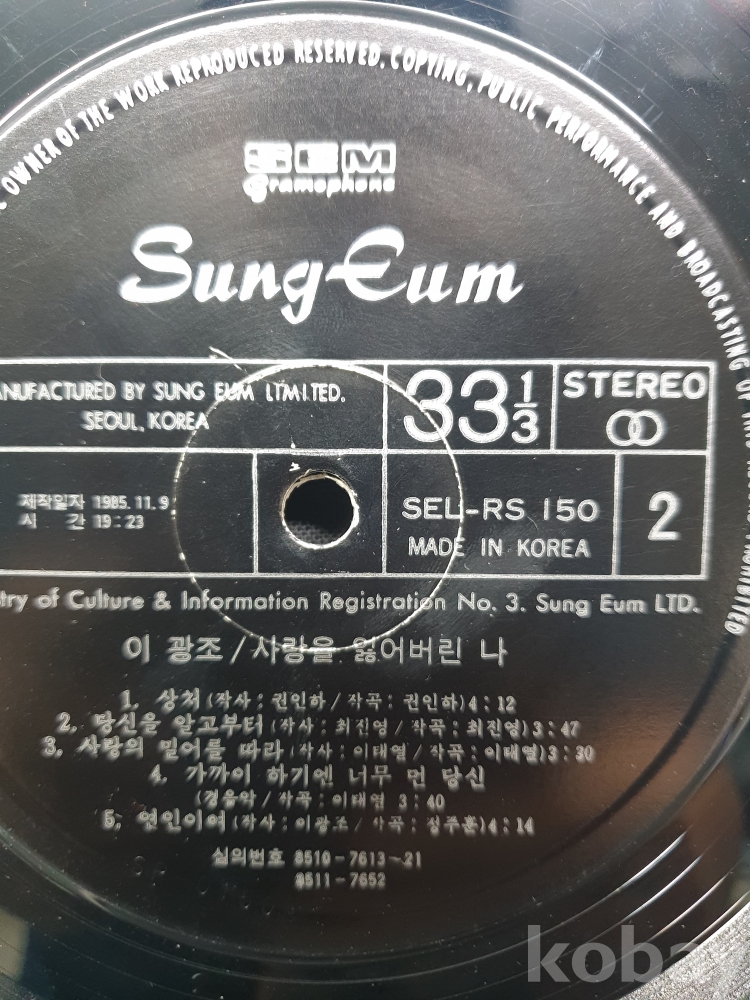 OWNER OF THE WORK REPRODUCED RESERVED. COPYING, PUBLIC PERFORMANCE AND BROADCASTING OF
PROHIBITED
SEM
Gramophone
Sung Eum
ANUFACTURED BY SUNG EUM LTMITED.
SEOUL, KOREA
33 1/3
STEREO
제작일자 1985.11.9
시 간 19:23
SEL-RS 150
MADE IN KOREA
2
try of Culture & Information Registration No. 3. Sung Eum LTD.
이 광조 / 사랑을 잃어버린 나
1. 상처 (작사 : 권인하 / 작곡 : 권인하) 4 : 12
2. 당신을 알고부터 (작사 : 최진영 / 작곡 : 최진영) 3 : 47
3. 사랑의 밀어를 따라 (작사 : 이태열 / 작곡 : 이태열) 3 : 30
4. 가까이 하기엔 너무 먼 당신
(경음악 / 작곡 : 이태열 3 : 40
5. 연인이여 (작사 : 이광조 / 작곡 : 정주훈) 4 : 14
심의번호 8510-7613~21
8511-7652
koba